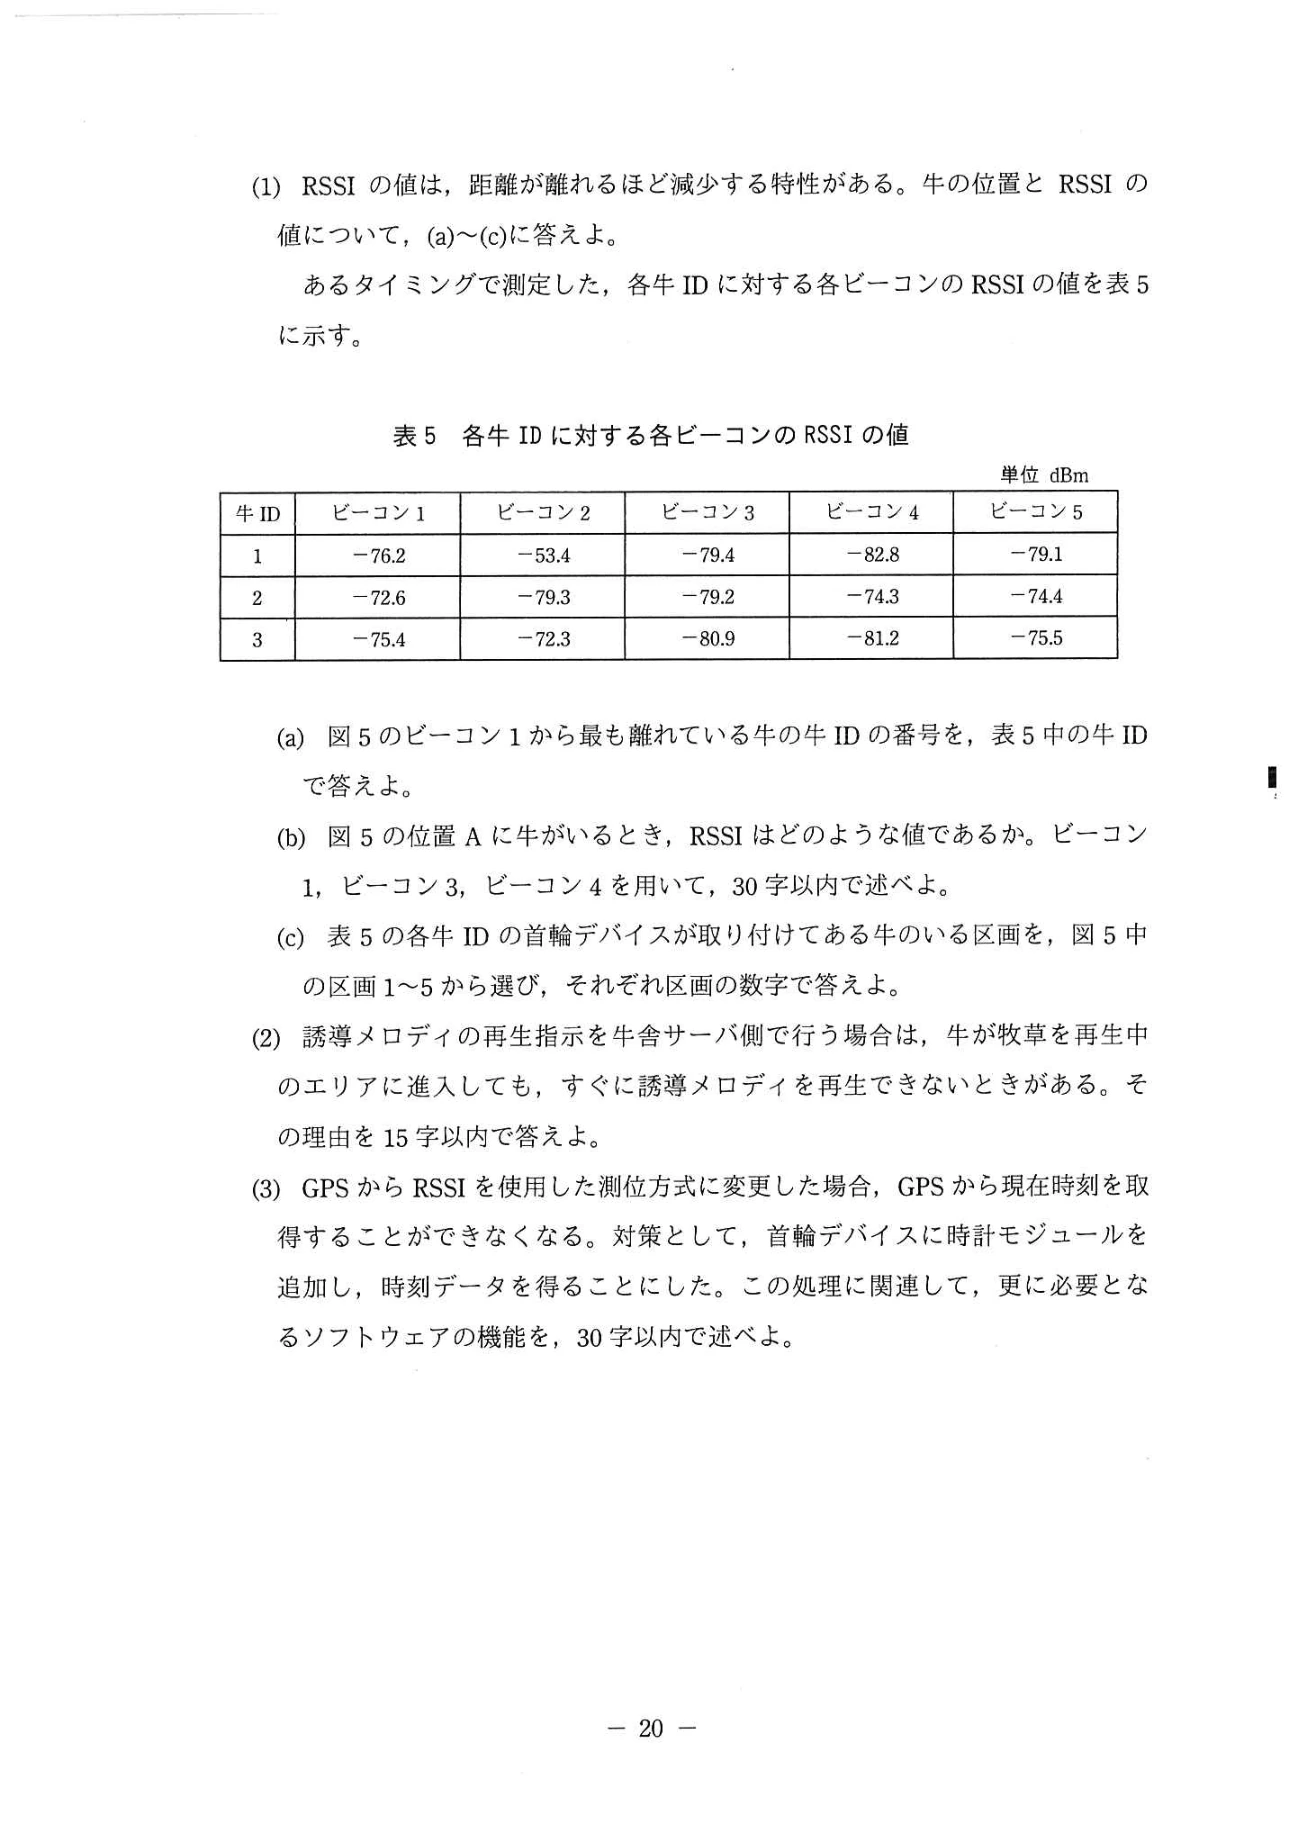 (1) RSSI の値は，距離が離れるほど減少する特性がある。牛の位置と RSSI の
値について，(a)～(c)に答えよ。
あるタイミングで測定した，各牛 ID に対する各ビーコンの RSSI の値を表 5
に示す。
表 5 各牛 ID に対する各ビーコンの RSSI の値
単位 dBm
牛 ID ビーコン 1 ビーコン 2 ビーコン 3 ビーコン 4 ビーコン 5
1 －76.2 －53.4 －79.4 －82.8 －79.1
2 －72.6 －79.3 －79.2 －74.3 －74.4
3 －75.4 －72.3 －80.9 －81.2 －75.5
(a) 図 5 のビーコン 1 から最も離れている牛の牛 ID の番号を，表 5 中の牛 ID
で答えよ。
(b) 図 5 の位置 A に牛がいるとき，RSSI はどのような値であるか。ビーコン
1，ビーコン 3，ビーコン 4 を用いて，30 字以内で述べよ。
(c) 表 5 の各牛 ID の首輪デバイスが取り付けてある牛のいる区画を，図 5 中
の区画 1～5 から選び，それぞれ区画の数字で答えよ。
(2) 誘導メロディの再生指示を牛舎サーバ側で行う場合は，牛が牧草を再生中
のエリアに進入しても，すぐに誘導メロディを再生できないときがある。そ
の理由を 15 字以内で答えよ。
(3) GPS から RSSI を使用した測位方式に変更した場合，GPS から現在時刻を取
得することができなくなる。対策として，首輪デバイスに時計モジュールを
追加し，時刻データを得ることにした。この処理に関連して，更に必要とな
るソフトウェアの機能を，30 字以内で述べよ。
－ 20 －